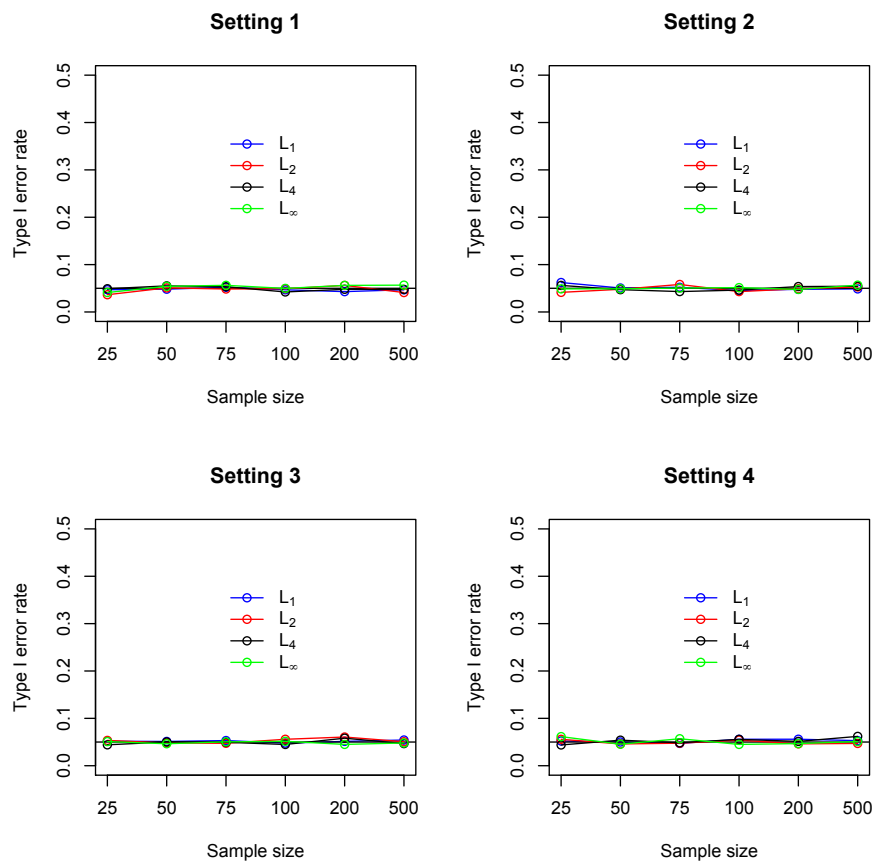 Setting 1
Type I error rate
0.5
0.4
0.3
0.2
0.1
0.0
L1
L2
L4
L∞
25 50 75 100 200 500
Sample size
Setting 2
Type I error rate
0.5
0.4
0.3
0.2
0.1
0.0
L1
L2
L4
L∞
25 50 75 100 200 500
Sample size
Setting 3
Type I error rate
0.5
0.4
0.3
0.2
0.1
0.0
L1
L2
L4
L∞
25 50 75 100 200 500
Sample size
Setting 4
Type I error rate
0.5
0.4
0.3
0.2
0.1
0.0
L1
L2
L4
L∞
25 50 75 100 200 500
Sample size